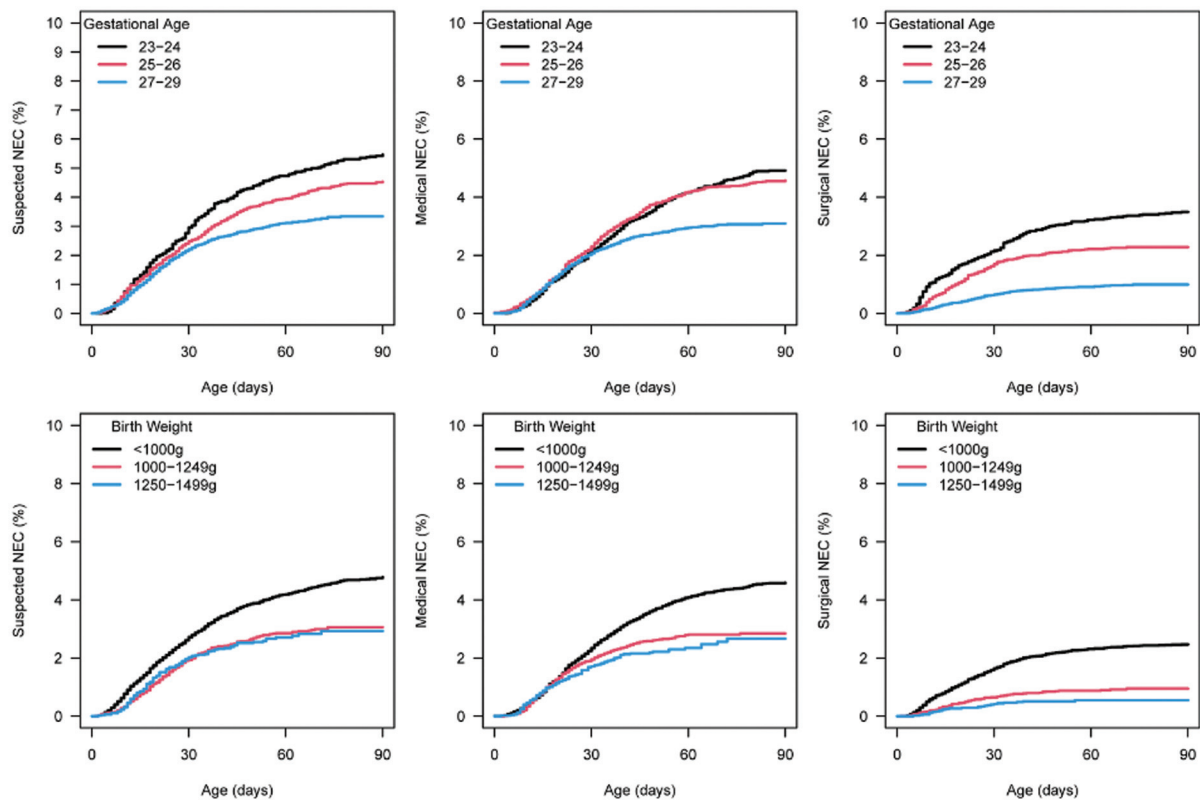 Gestational Age
23−24
25−26
27−29
Suspected NEC (%)
10
9
8
7
6
5
4
3
2
1
0
0 30 60 90
Age (days)
Gestational Age
23−24
25−26
27−29
Medical NEC (%)
10
8
6
4
2
0
0 30 60 90
Age (days)
Gestational Age
23−24
25−26
27−29
Surgical NEC (%)
10
8
6
4
2
0
0 30 60 90
Age (days)
Birth Weight
<1000g
1000−1249g
1250−1499g
Suspected NEC (%)
10
8
6
4
2
0
0 30 60 90
Age (days)
Birth Weight
<1000g
1000−1249g
1250−1499g
Medical NEC (%)
10
8
6
4
2
0
0 30 60 90
Age (days)
Birth Weight
<1000g
1000−1249g
1250−1499g
Surgical NEC (%)
10
8
6
4
2
0
0 30 60 90
Age (days)